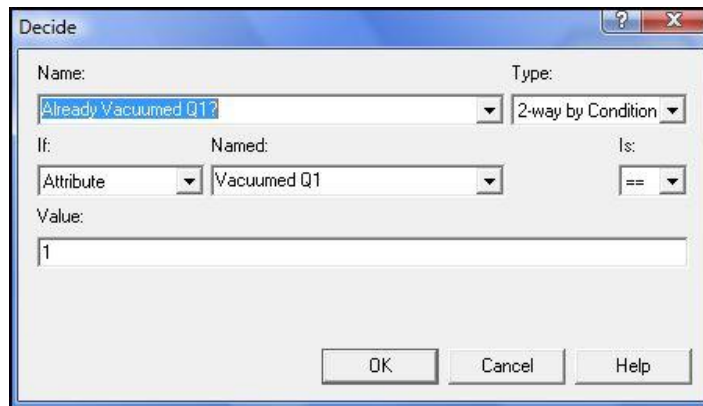 Decide
Name: Type:
Already Vacuumed Q1? 2-way by Condition
If: Named: Is:
Attribute Vacuumed Q1 ==
Value:
1
OK Cancel Help